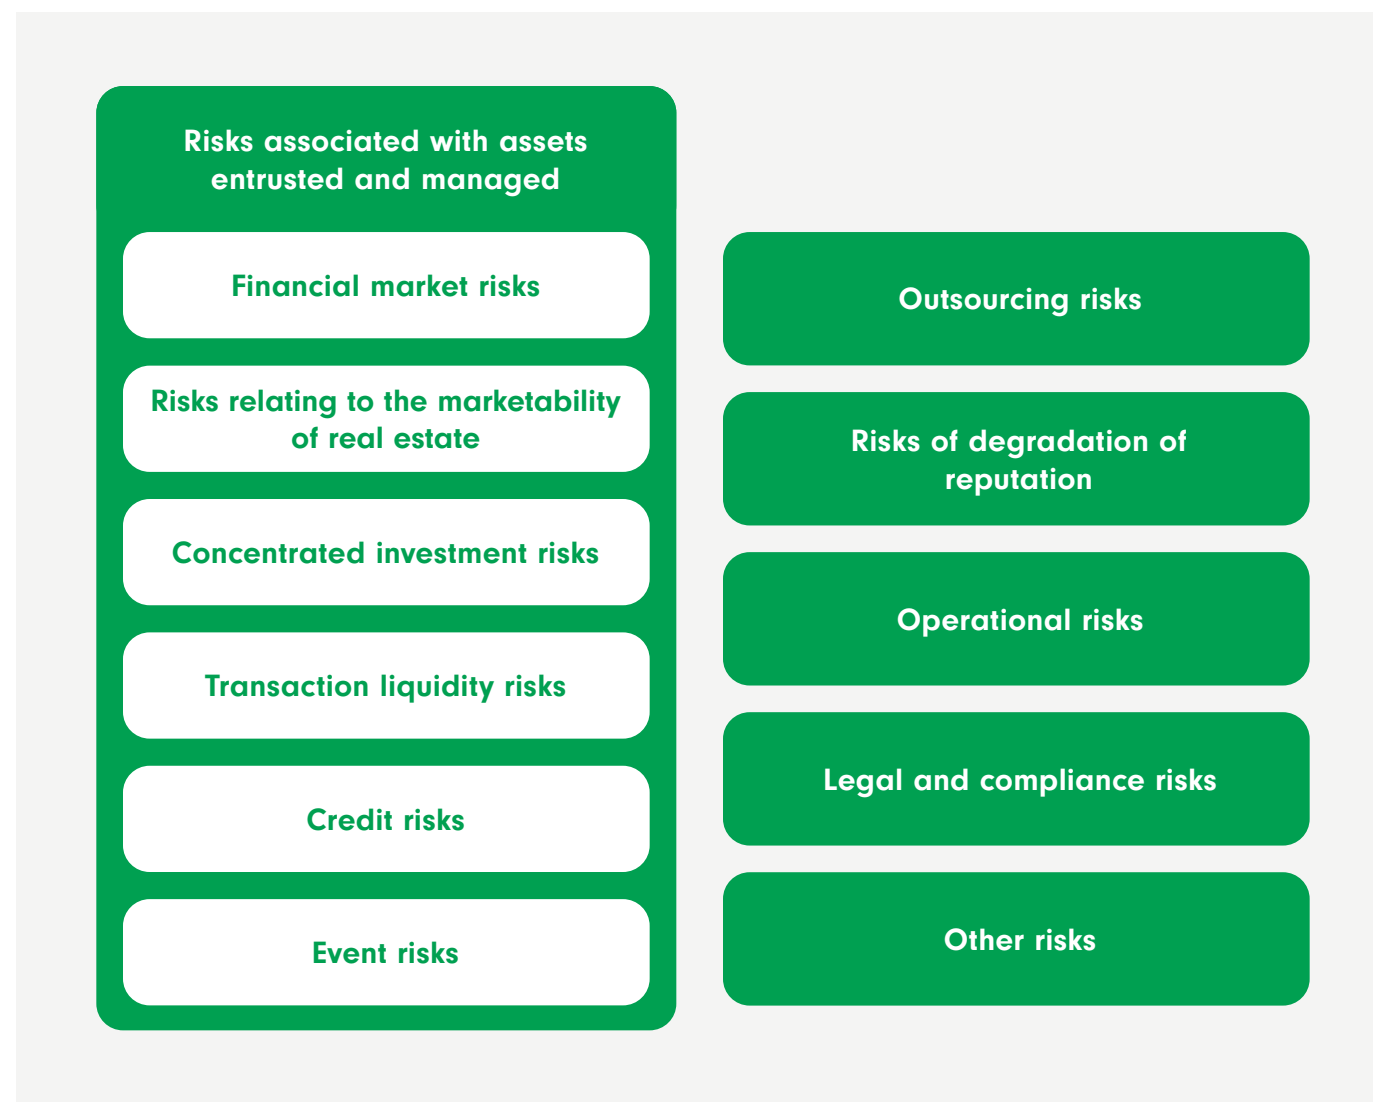 Risks associated with assets
entrusted and managed
Financial market risks
Risks relating to the marketability
of real estate
Concentrated investment risks
Transaction liquidity risks
Credit risks
Event risks
Outsourcing risks
Risks of degradation of
reputation
Operational risks
Legal and compliance risks
Other risks